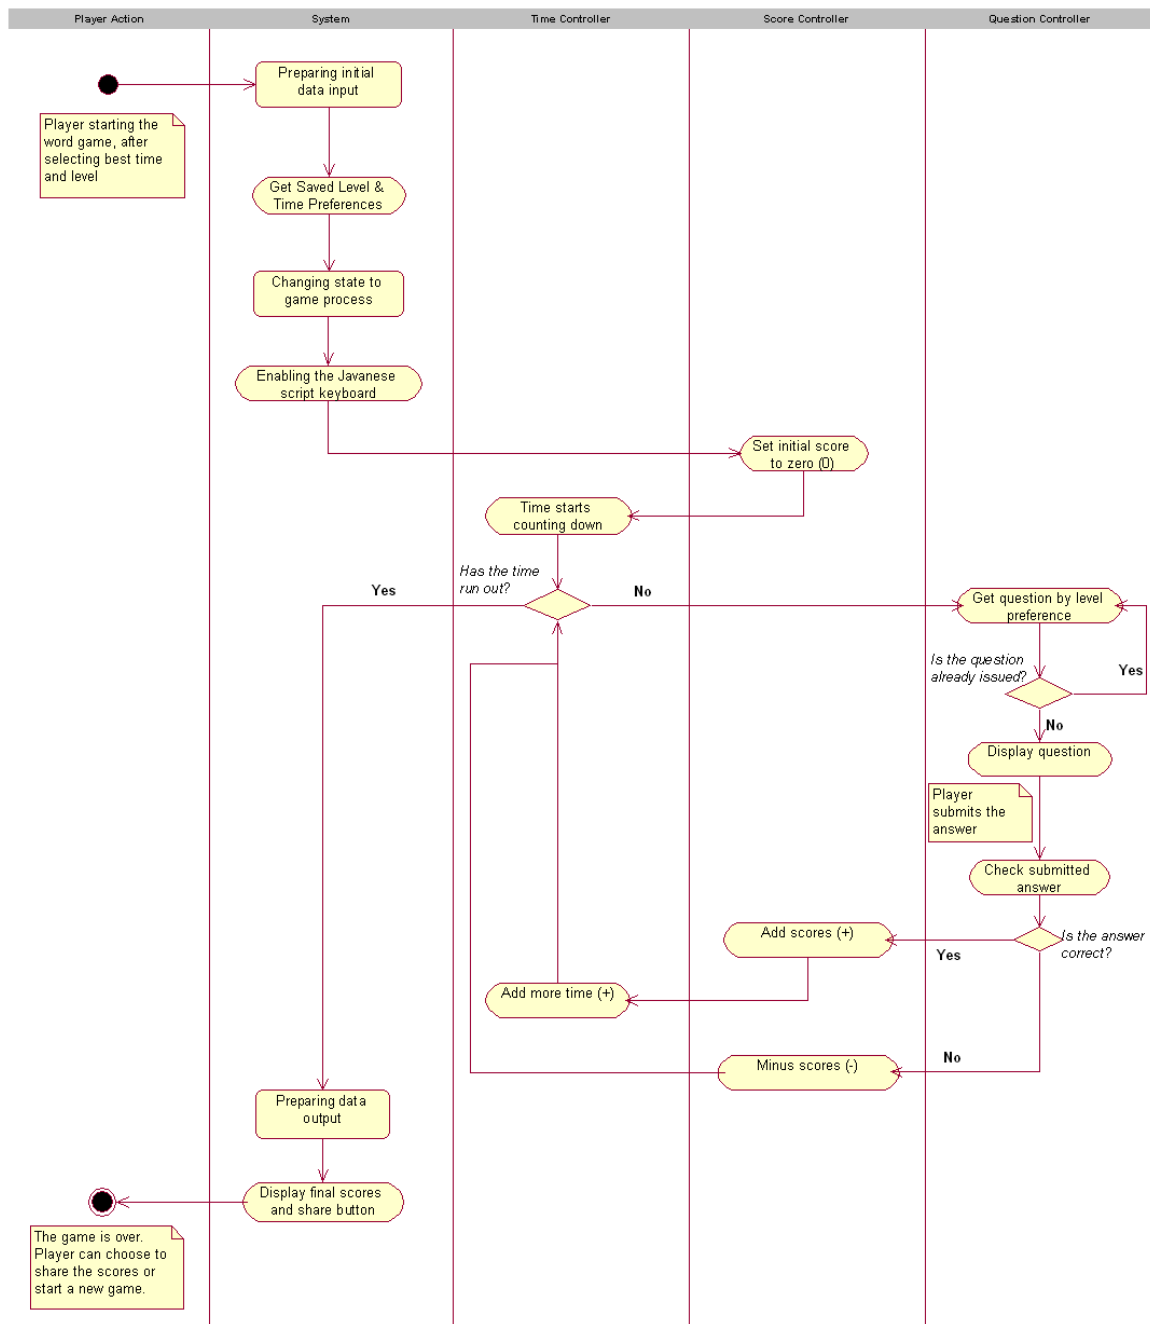 Player Action
System
Time Controller
Score Controller
Question Controller
Preparing initial
data input
Player starting the
word game, after
selecting best time
and level
Get Saved Level &
Time Preferences
Changing state to
game process
Enabling the Javanese
script keyboard
Set initial score
to zero (0)
Time starts
counting down
Has the time
run out?
Yes
No
Get question by level
preference
Is the question
already issued?
Yes
No
Display question
Player
submits the
answer
Check submitted
answer
Is the answer
correct?
Yes
Add scores (+)
Add more time (+)
No
Minus scores (-)
Preparing data
output
Display final scores
and share button
The game is over.
Player can choose to
share the scores or
start a new game.